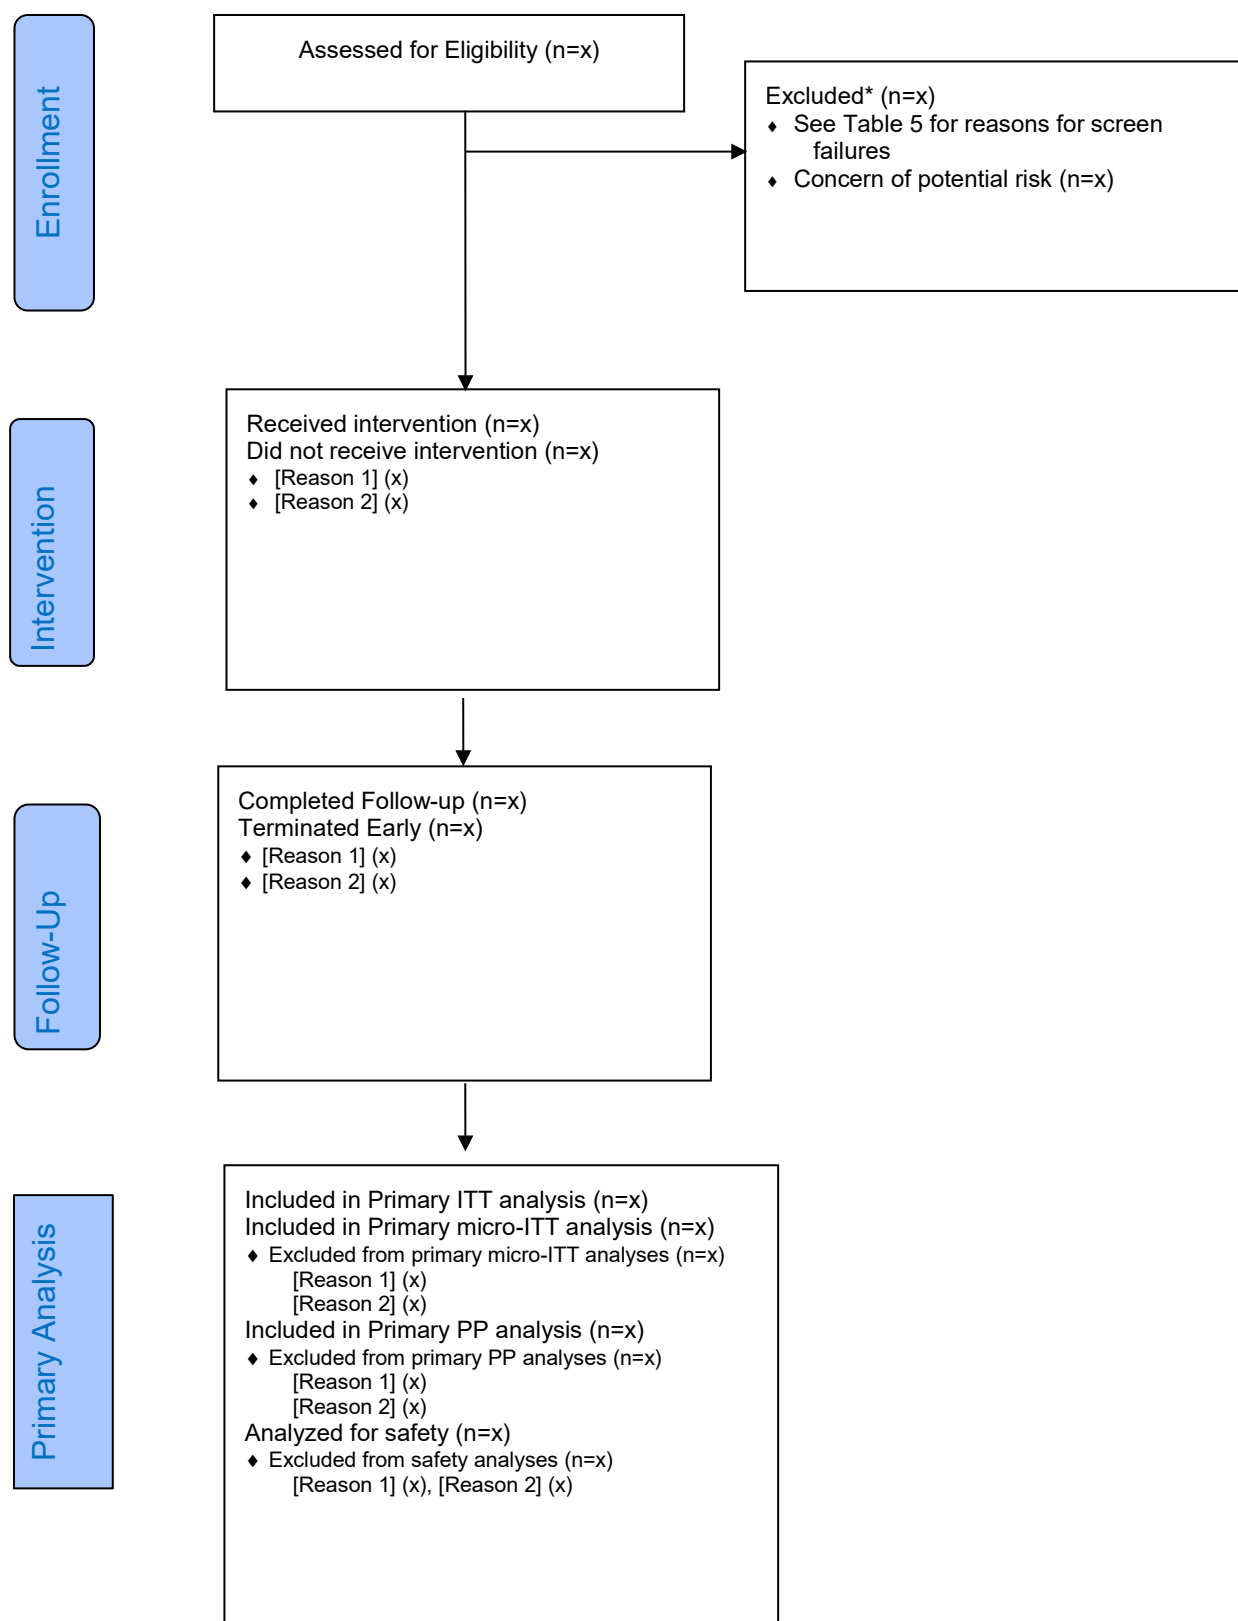 Enrollment
Assessed for Eligibility (n=x)
Excluded* (n=x)
♦ See Table 5 for reasons for screen
failures
♦ Concern of potential risk (n=x)
Intervention
Received intervention (n=x)
Did not receive intervention (n=x)
♦ [Reason 1] (x)
♦ [Reason 2] (x)
Follow-Up
Completed Follow-up (n=x)
Terminated Early (n=x)
♦ [Reason 1] (x)
♦ [Reason 2] (x)
Primary Analysis
Included in Primary ITT analysis (n=x)
Included in Primary micro-ITT analysis (n=x)
♦ Excluded from primary micro-ITT analyses (n=x)
[Reason 1] (x)
[Reason 2] (x)
Included in Primary PP analysis (n=x)
♦ Excluded from primary PP analyses (n=x)
[Reason 1] (x)
[Reason 2] (x)
Analyzed for safety (n=x)
♦ Excluded from safety analyses (n=x)
[Reason 1] (x), [Reason 2] (x)